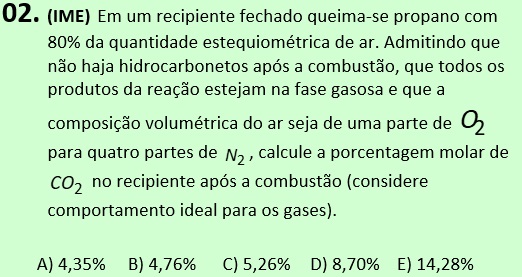 02. (IME) Em um recipiente fechado queima-se propano com
80% da quantidade estequiométrica de ar. Admitindo que
não haja hidrocarbonetos após a combustão, que todos os
produtos da reação estejam na fase gasosa e que a
composição volumétrica do ar seja de uma parte de O₂
para quatro partes de N₂, calcule a porcentagem molar de
CO₂ no recipiente após a combustão (considere
comportamento ideal para os gases).
A) 4,35% B) 4,76% C) 5,26% D) 8,70% E) 14,28%